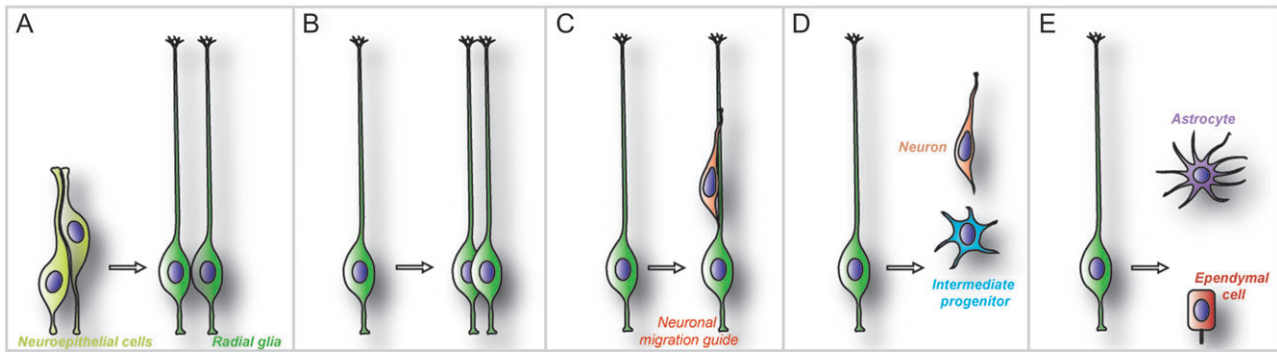 A
B
C
D
E
Neuroepithelial cells
Radial glia
Neuronal
migration guide
Neuron
Intermediate
progenitor
Astrocyte
Ependymal
cell